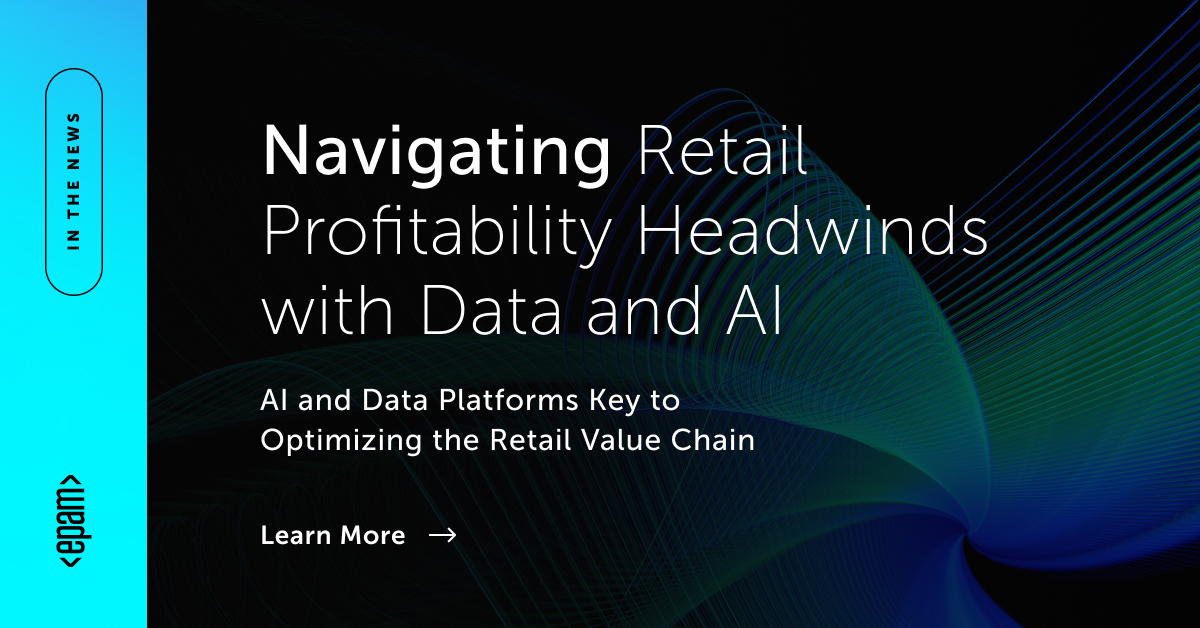 IN THE NEWS
<epam>
Navigating Retail
Profitability Headwinds
with Data and AI
AI and Data Platforms Key to
Optimizing the Retail Value Chain
Learn More →